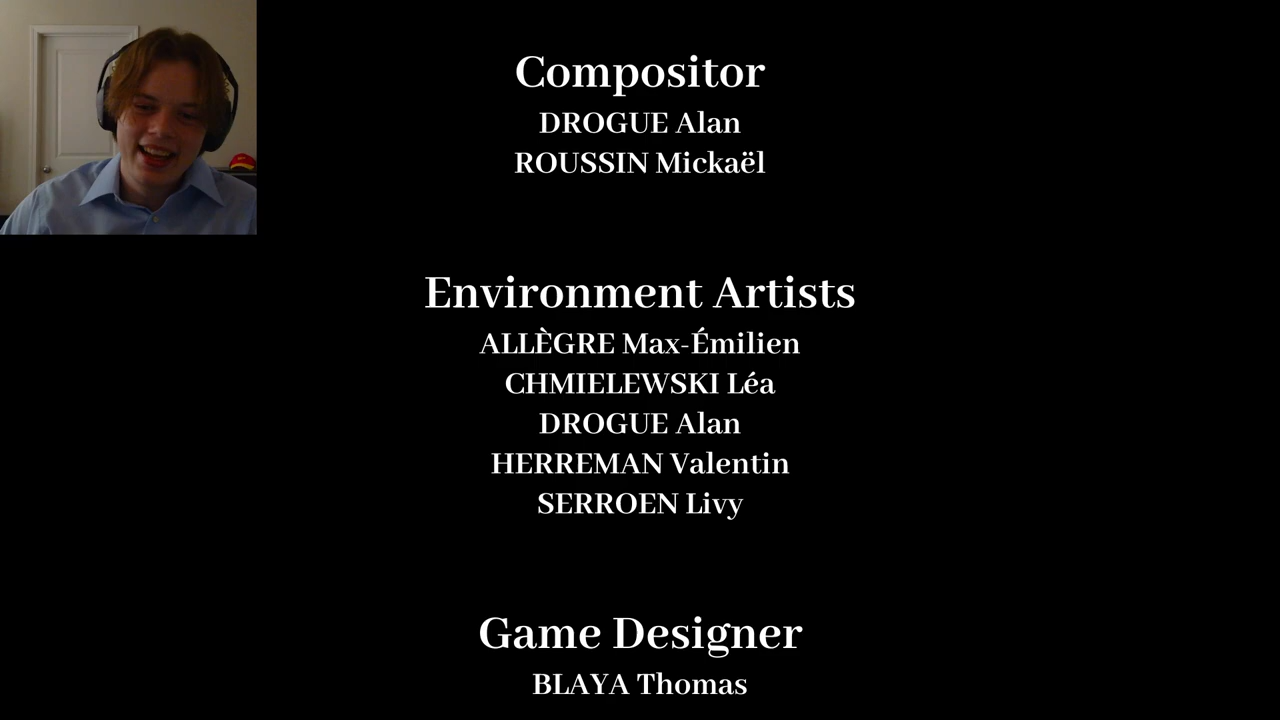 Compositor
DROGUE Alan
ROUSSIN Mickaël
Environment Artists
ALLÈGRE Max-Émilien
CHMIELEWSKI Léa
DROGUE Alan
HERREMAN Valentin
SERROEN Livy
Game Designer
BLAYA Thomas